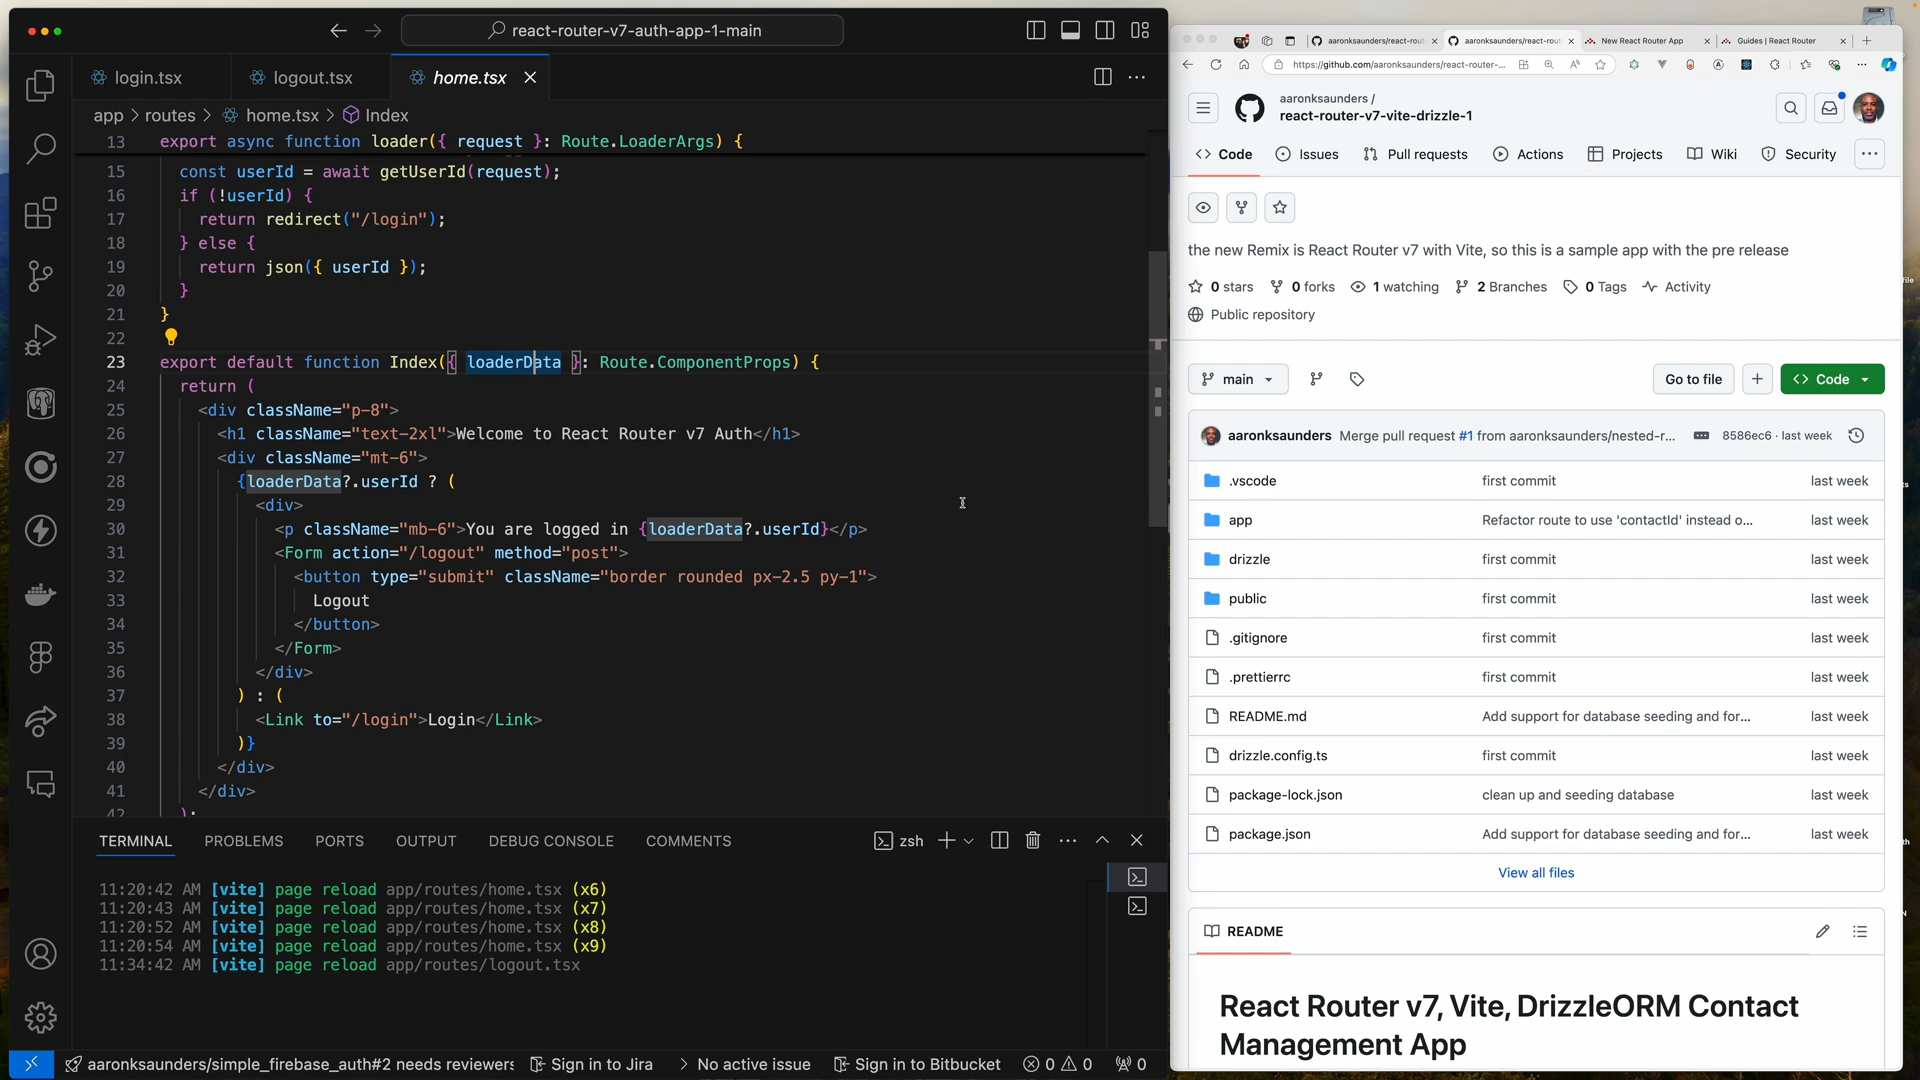 react-router-v7-auth-app-1-main
login.tsx
logout.tsx
home.tsx
app > routes > home.tsx > Index
13 export async function loader({ request }: Route.LoaderArgs) {
15 const userId = await getUserId(request);
16 if (!userId) {
17 return redirect("/login");
18 } else {
19 return json({ userId });
20 }
21 }
22
23 export default function Index({ loaderData }: Route.ComponentProps) {
24 return (
25 <div className="p-8">
26 <h1 className="text-2xl">Welcome to React Router v7 Auth</h1>
27 <div className="mt-6">
28 {loaderData?.userId ? (
29 <div>
30 <p className="mb-6">You are logged in {loaderData?.userId}</p>
31 <Form action="/logout" method="post">
32 <button type="submit" className="border rounded px-2.5 py-1">
33 Logout
34 </button>
35 </Form>
36 </div>
37 ) : (
38 <Link to="/login">Login</Link>
39 )}
40 </div>
41 </div>
42 );
TERMINAL PROBLEMS PORTS OUTPUT DEBUG CONSOLE COMMENTS
zsh
11:20:42 AM [vite] page reload app/routes/home.tsx (x6)
11:20:43 AM [vite] page reload app/routes/home.tsx (x7)
11:20:52 AM [vite] page reload app/routes/home.tsx (x8)
11:20:54 AM [vite] page reload app/routes/home.tsx (x9)
11:34:42 AM [vite] page reload app/routes/logout.tsx
aaronksaunders/simple_firebase_auth#2 needs reviewers Sign in to Jira > No active issue Sign in to Bitbucket 0 0 0
aaronksaunders/react-rou
aaronksaunders/react-rou
New React Router App
Guides | React Router
https://github.com/aaronksaunders/react-router-...
aaronksaunders /
react-router-v7-vite-drizzle-1
Code Issues Pull requests Actions Projects Wiki Security
the new Remix is React Router v7 with Vite, so this is a sample app with the pre release
0 stars 0 forks 1 watching 2 Branches 0 Tags Activity
Public repository
main
Go to file
Code
aaronksaunders Merge pull request #1 from aaronksaunders/nested-r... 8586ec6 · last week
.vscode first commit last week
app Refactor route to use 'contactId' instead o... last week
drizzle first commit last week
public first commit last week
.gitignore first commit last week
.prettierrc first commit last week
README.md Add support for database seeding and for... last week
drizzle.config.ts first commit last week
package-lock.json clean up and seeding database last week
package.json Add support for database seeding and for... last week
View all files
README
React Router v7, Vite, DrizzleORM Contact
Management App